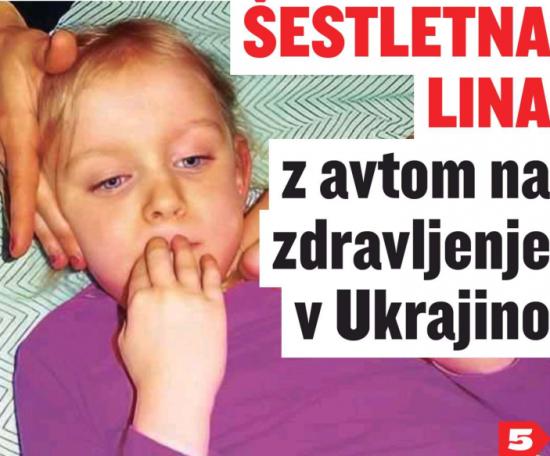 ŠESTLETNA
LINA
z avtom na
zdravljenje
v Ukrajino
5